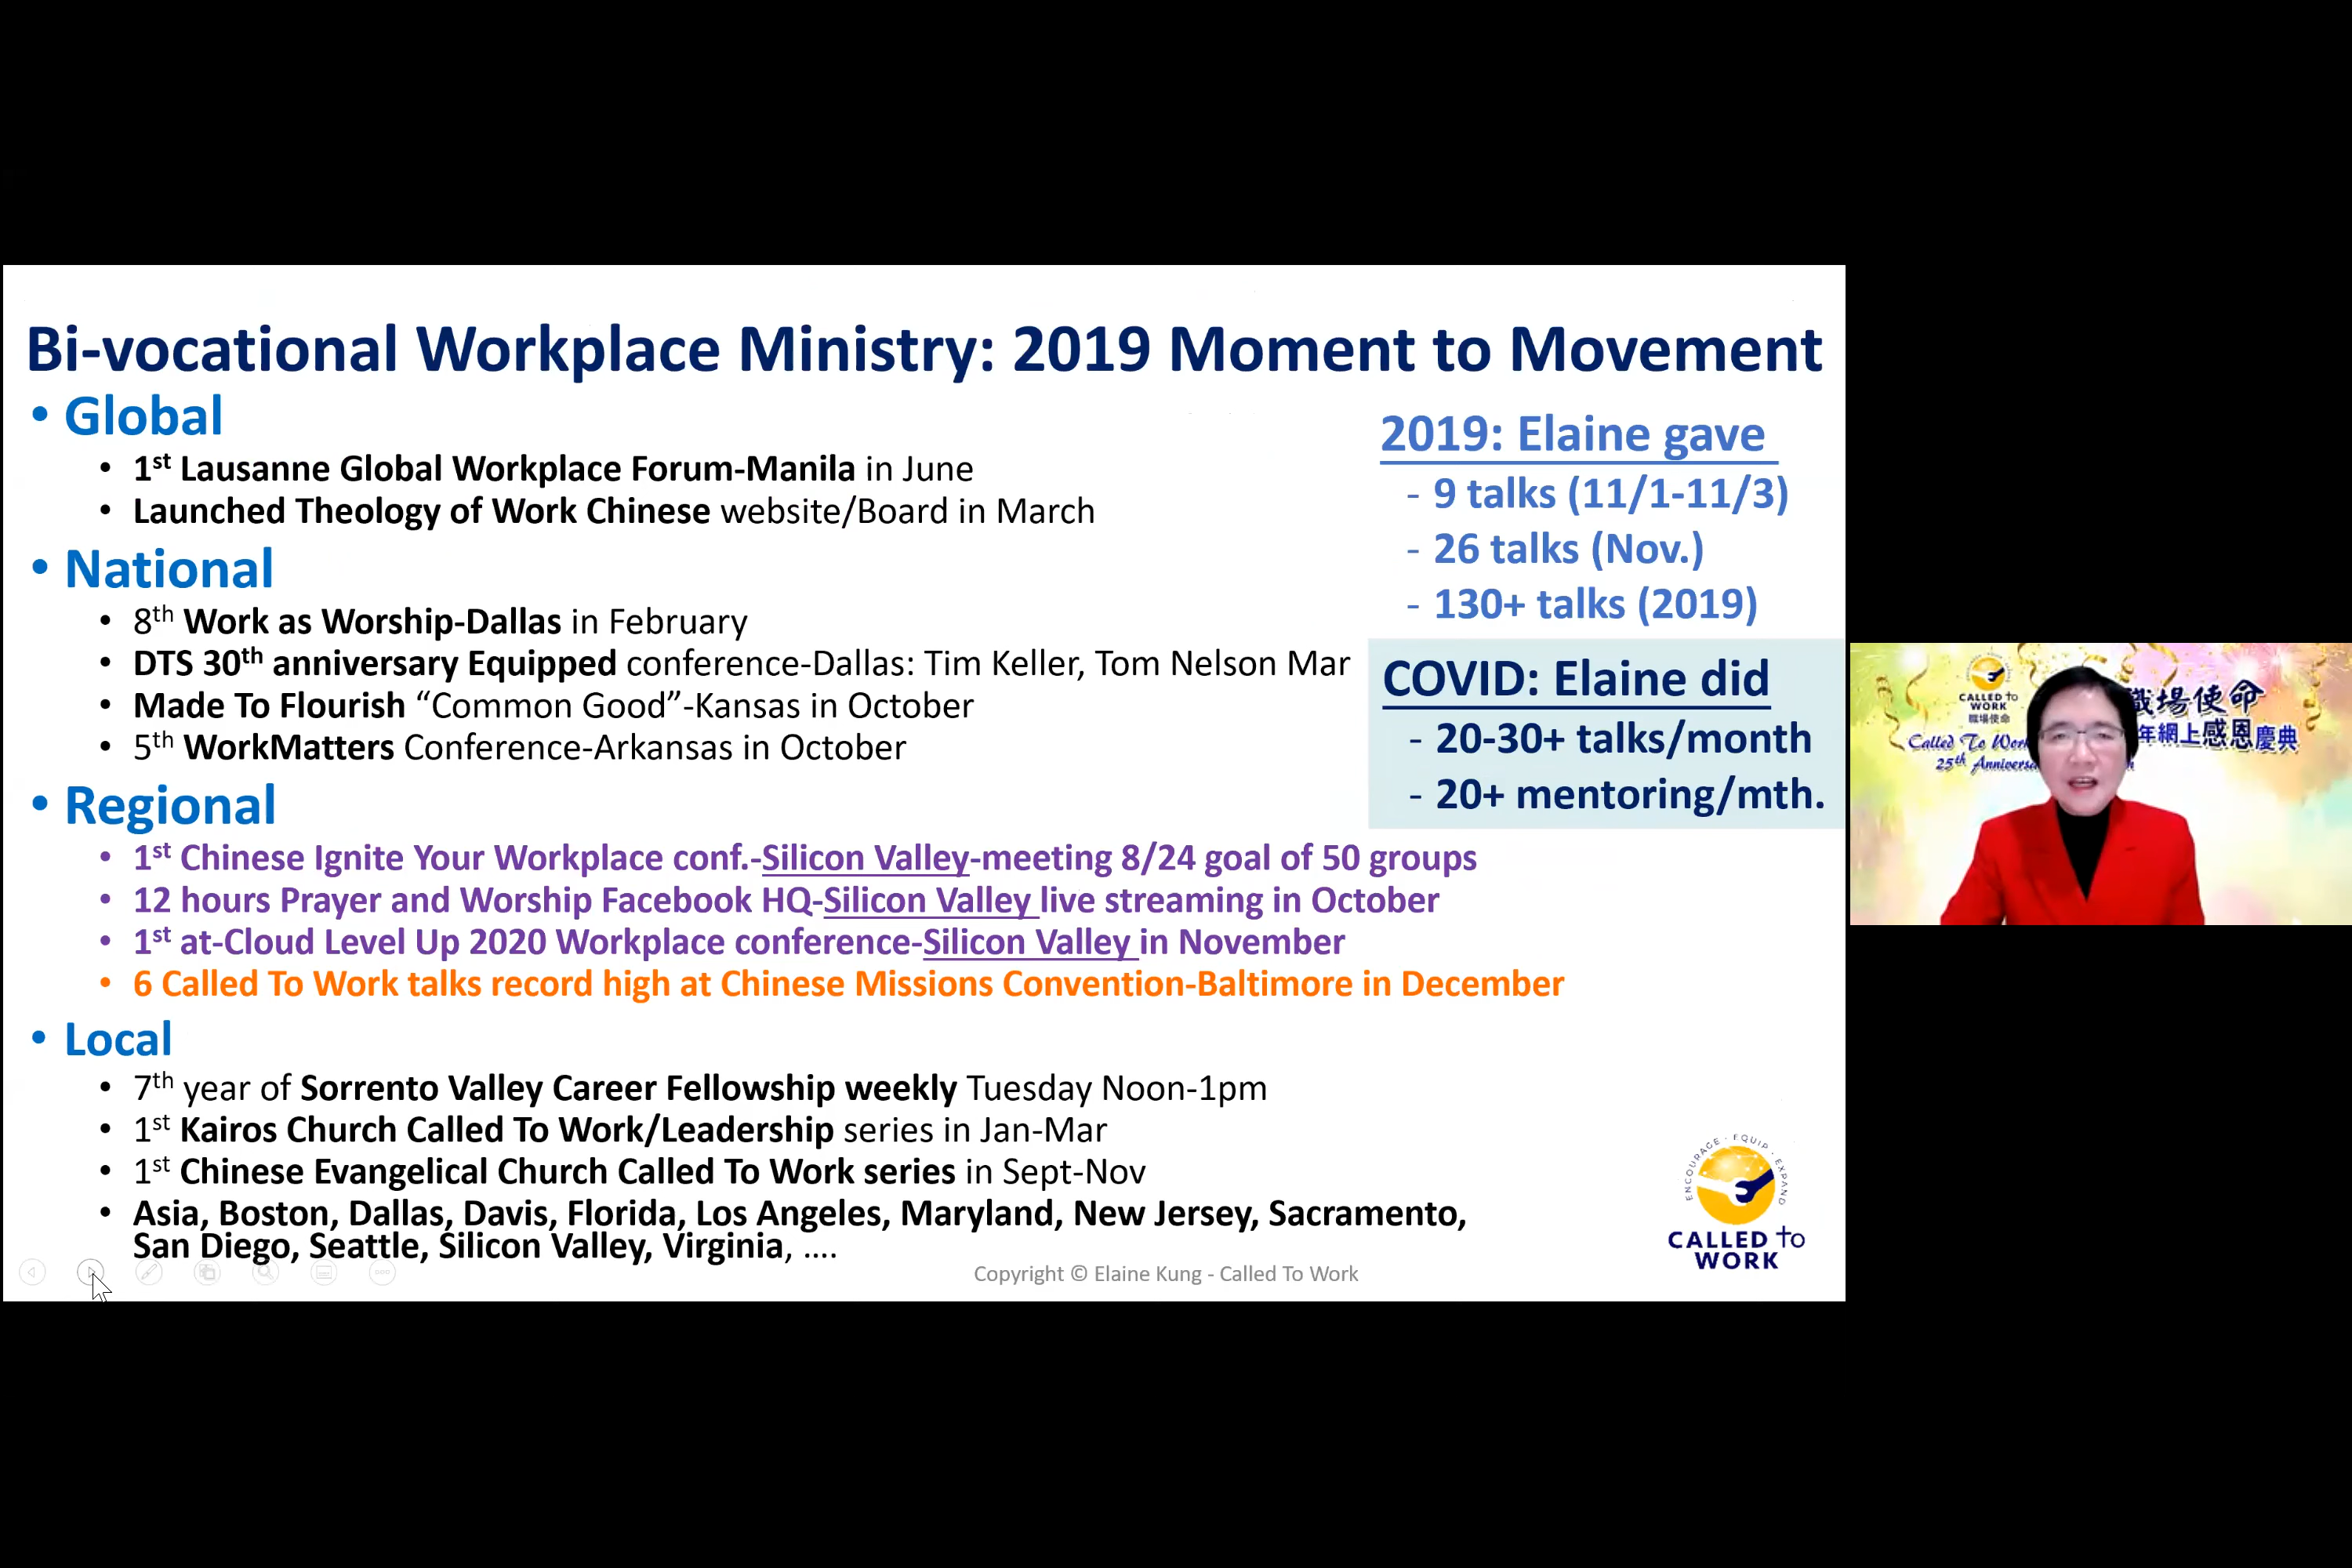 Bi-vocational Workplace Ministry: 2019 Moment to Movement
• Global
• 1st Lausanne Global Workplace Forum-Manila in June
• Launched Theology of Work Chinese website/Board in March
• National
• 8th Work as Worship-Dallas in February
• DTS 30th anniversary Equipped conference-Dallas: Tim Keller, Tom Nelson Mar
• Made To Flourish “Common Good”-Kansas in October
• 5th WorkMatters Conference-Arkansas in October
• Regional
• 1st Chinese Ignite Your Workplace conf.-Silicon Valley-meeting 8/24 goal of 50 groups
• 12 hours Prayer and Worship Facebook HQ-Silicon Valley live streaming in October
• 1st at-Cloud Level Up 2020 Workplace conference-Silicon Valley in November
• 6 Called To Work talks record high at Chinese Missions Convention-Baltimore in December
• Local
• 7th year of Sorrento Valley Career Fellowship weekly Tuesday Noon-1pm
• 1st Kairos Church Called To Work/Leadership series in Jan-Mar
• 1st Chinese Evangelical Church Called To Work series in Sept-Nov
• Asia, Boston, Dallas, Davis, Florida, Los Angeles, Maryland, New Jersey, Sacramento,
San Diego, Seattle, Silicon Valley, Virginia, ....
2019: Elaine gave
- 9 talks (11/1-11/3)
- 26 talks (Nov.)
- 130+ talks (2019)
COVID: Elaine did
- 20-30+ talks/month
- 20+ mentoring/mth.
ENCOURAGE · EQUIP · EXPAND
CALLED to
WORK
Copyright © Elaine Kung - Called To Work
CALLED to
WORK
職場使命
職場使命
年網上感恩慶典
Called To Work
25th